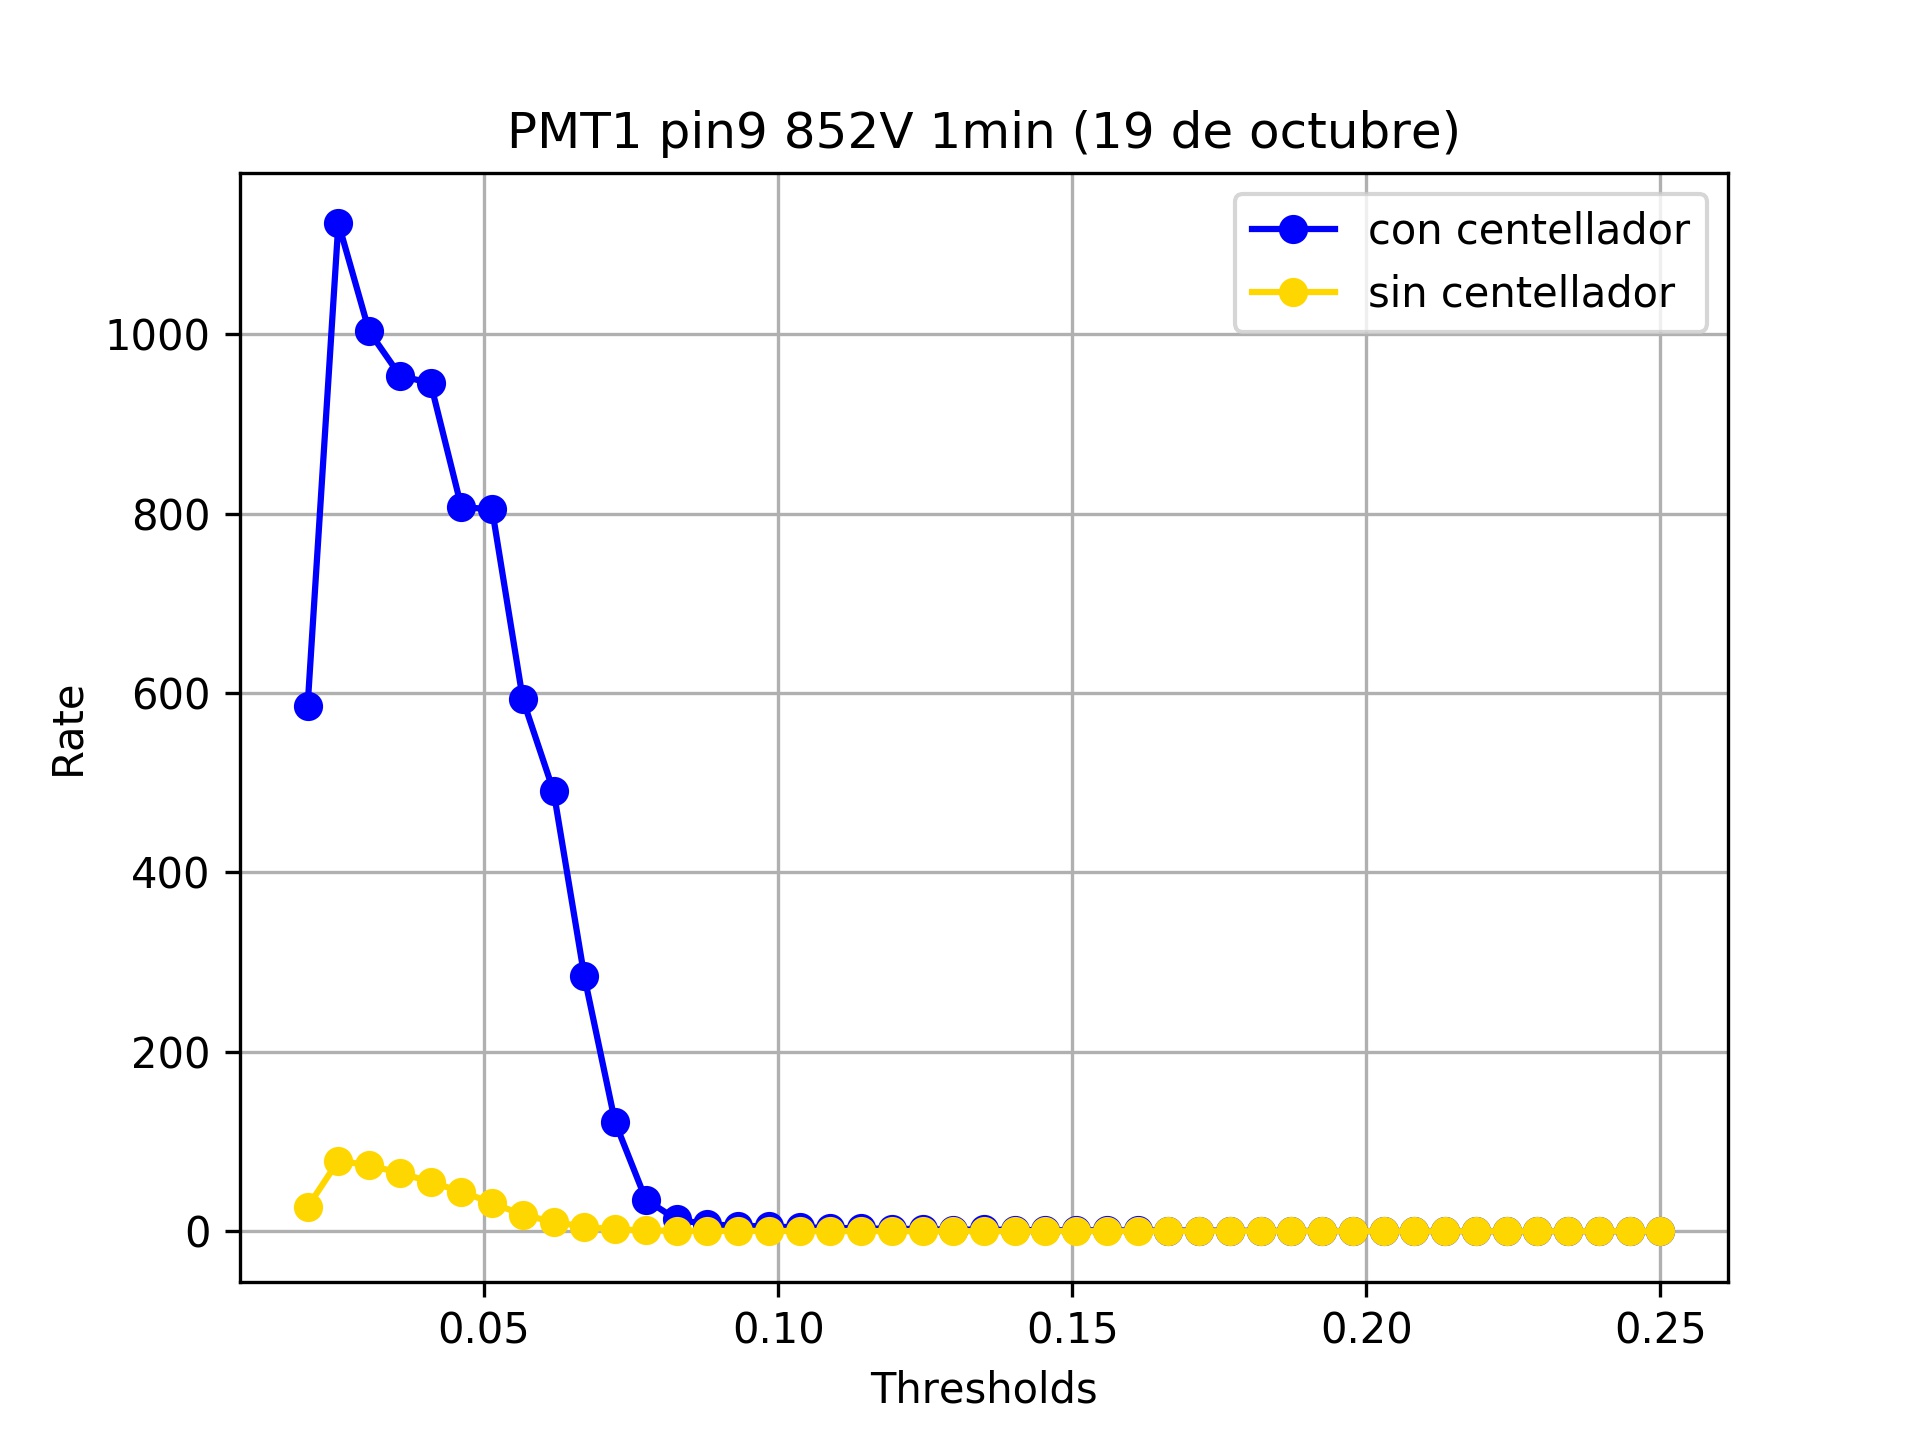 PMT1 pin9 852V 1min (19 de octubre)
con centellador
sin centellador
1000
800
600
400
200
0
Rate
0.05 0.10 0.15 0.20 0.25
Thresholds